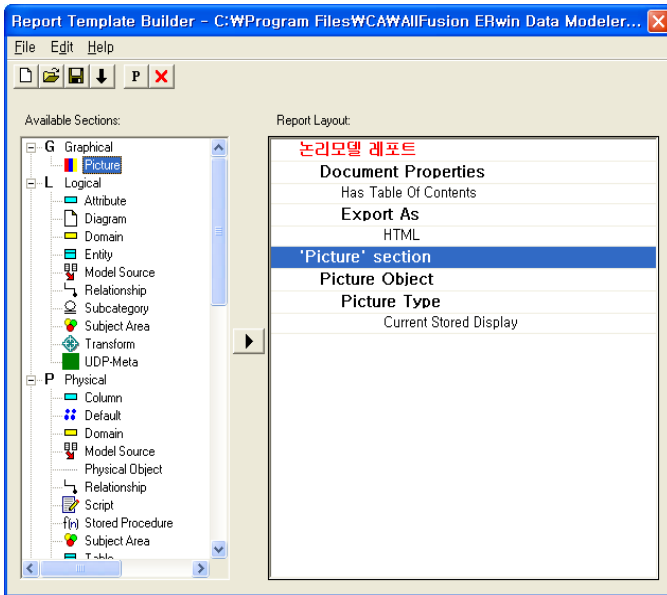 Report Template Builder - C:₩Program Files₩CA₩AllFusion ERwin Data Modeler...
File Edit Help
P
Available Sections:
G Graphical
Picture
L Logical
Attribute
Diagram
Domain
Entity
Model Source
Relationship
Subcategory
Subject Area
Transform
UDP-Meta
P Physical
Column
Default
Domain
Model Source
Physical Object
Relationship
Script
f(n) Stored Procedure
Subject Area
Table
Report Layout:
논리모델 레포트
Document Properties
Has Table Of Contents
Export As
HTML
'Picture' section
Picture Object
Picture Type
Current Stored Display